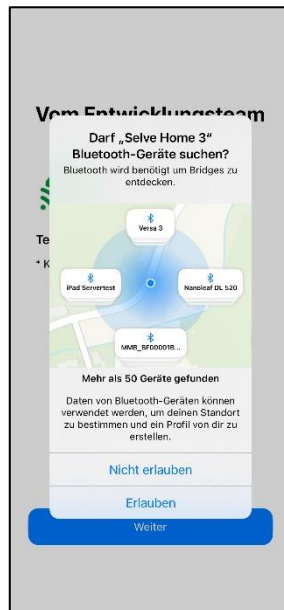 Vom Entwicklungsteam
Darf „Selve Home 3“
Bluetooth-Geräte suchen?
Bluetooth wird benötigt um Bridges zu
entdecken.
Versa 3
Te
iPad Servertest
Nanoleaf DL 520
* K
MMB_BF00001B...
Mehr als 50 Geräte gefunden
Daten von Bluetooth-Geräten können
verwendet werden, um deinen Standort
zu bestimmen und ein Profil von dir zu
erstellen.
Nicht erlauben
Erlauben
Weiter